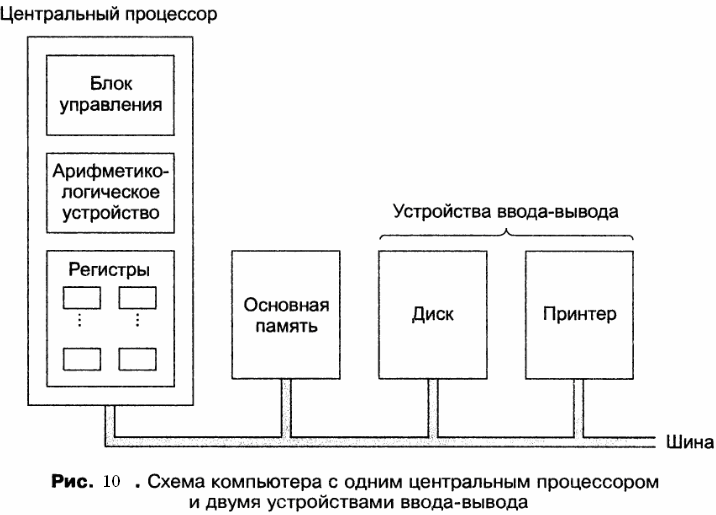 Центральный процессор
Блок
управления
Арифметико-
логическое
устройство
Регистры
Устройства ввода-вывода
Основная
память
Диск
Принтер
Шина
Рис. 10 . Схема компьютера с одним центральным процессором
и двумя устройствами ввода-вывода